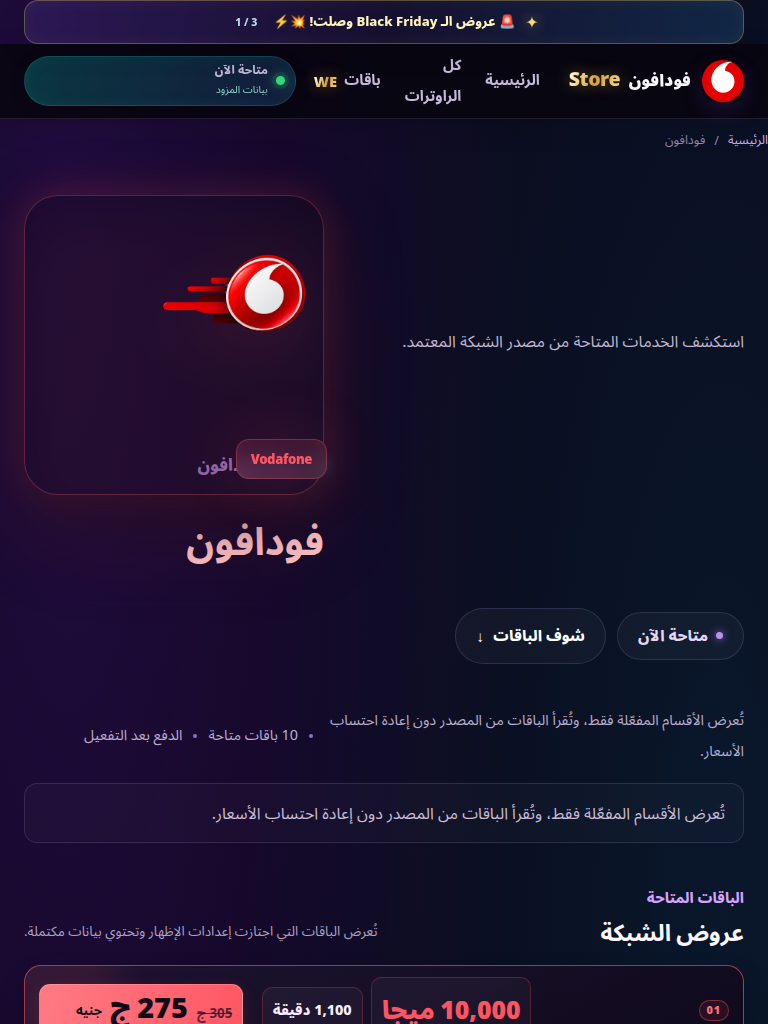 ✦ 🚨 عروض الـ Black Friday وصلت! 💥⚡ 1 / 3
فودافون Store
الرئيسية
كل الراوترات
باقات WE
متاحة الآن
بيانات المزود
الرئيسية / فودافون
استكشف الخدمات المتاحة من مصدر الشبكة المعتمد.
Vodafone
فودافون
متاحة الآن
شوف الباقات ↓
تُعرض الأقسام المفعّلة فقط، وتُقرأ الباقات من المصدر دون إعادة احتساب
الأسعار.
• 10 باقات متاحة • الدفع بعد التفعيل
تُعرض الأقسام المفعّلة فقط، وتُقرأ الباقات من المصدر دون إعادة احتساب الأسعار.
الباقات المتاحة
عروض الشبكة
تُعرض الباقات التي اجتازت إعدادات الإظهار وتحتوي بيانات مكتملة.
01
10,000 ميجا
1,100 دقيقة
305 ج 275 ج جنيه